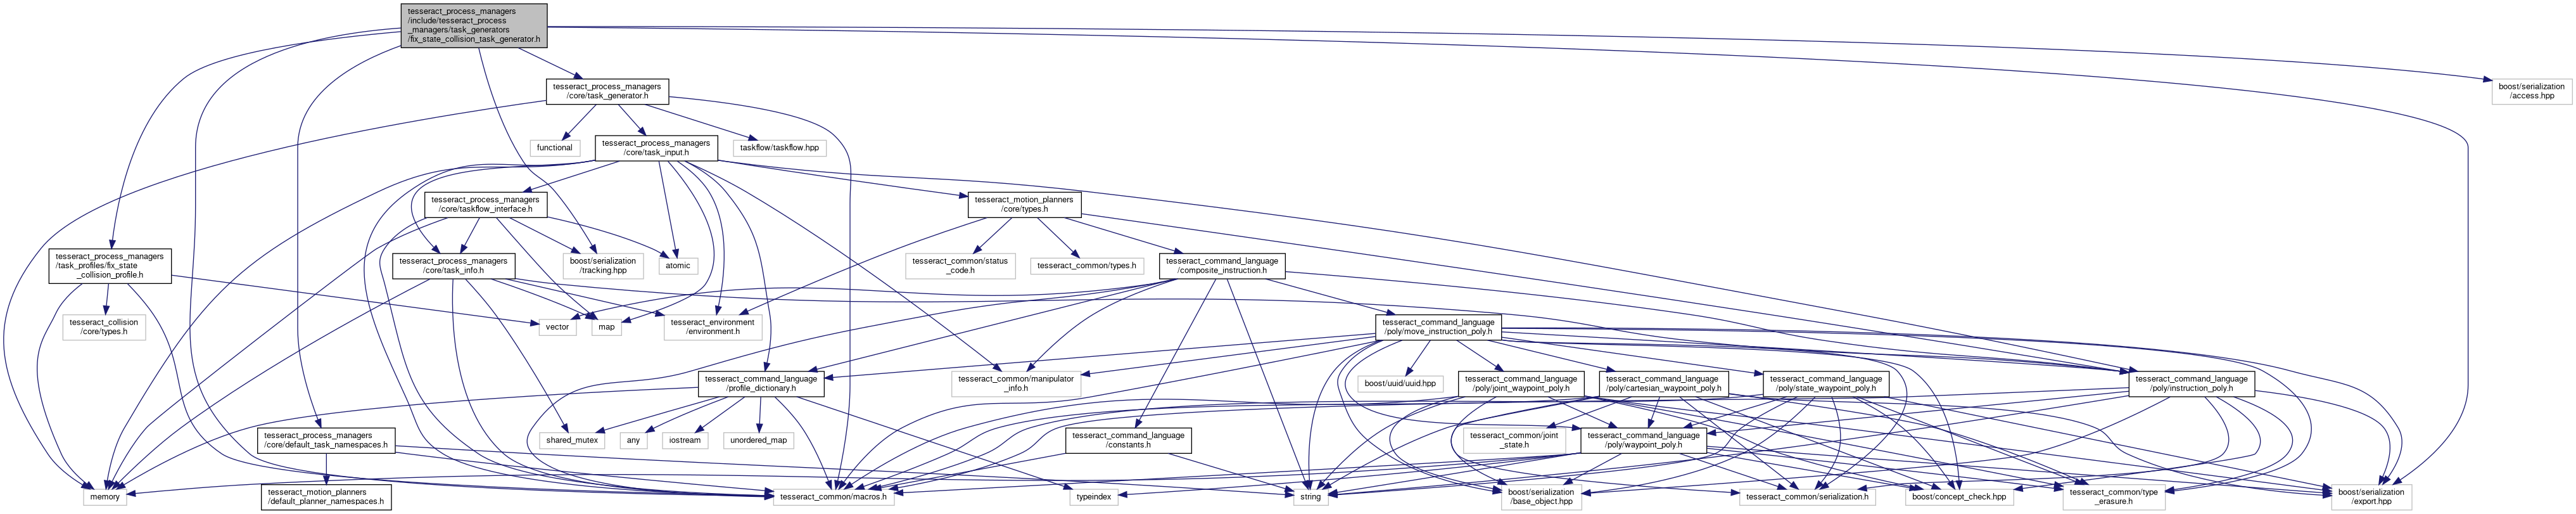 tesseract_process_managers
/include/tesseract_process
_managers/task_generators
/fix_state_collision_task_generator.h
tesseract_process_managers
/core/task_generator.h
boost/serialization
/access.hpp
functional
tesseract_process_managers
/core/task_input.h
taskflow/taskflow.hpp
tesseract_process_managers
/core/taskflow_interface.h
tesseract_motion_planners
/core/types.h
tesseract_process_managers
/task_profiles/fix_state
_collision_profile.h
tesseract_process_managers
/core/task_info.h
boost/serialization
/tracking.hpp
atomic
tesseract_common/status
_code.h
tesseract_common/types.h
tesseract_command_language
/composite_instruction.h
tesseract_collision
/core/types.h
vector
map
tesseract_environment
/environment.h
tesseract_command_language
/poly/move_instruction_poly.h
tesseract_command_language
/profile_dictionary.h
tesseract_common/manipulator
_info.h
boost/uuid/uuid.hpp
tesseract_command_language
/poly/joint_waypoint_poly.h
tesseract_command_language
/poly/cartesian_waypoint_poly.h
tesseract_command_language
/poly/state_waypoint_poly.h
tesseract_command_language
/poly/instruction_poly.h
tesseract_process_managers
/core/default_task_namespaces.h
shared_mutex
any
iostream
unordered_map
tesseract_command_language
/constants.h
tesseract_common/joint
_state.h
tesseract_command_language
/poly/waypoint_poly.h
memory
tesseract_motion_planners
/default_planner_namespaces.h
tesseract_common/macros.h
typeindex
string
boost/serialization
/base_object.hpp
tesseract_common/serialization.h
boost/concept_check.hpp
tesseract_common/type
_erasure.h
boost/serialization
/export.hpp